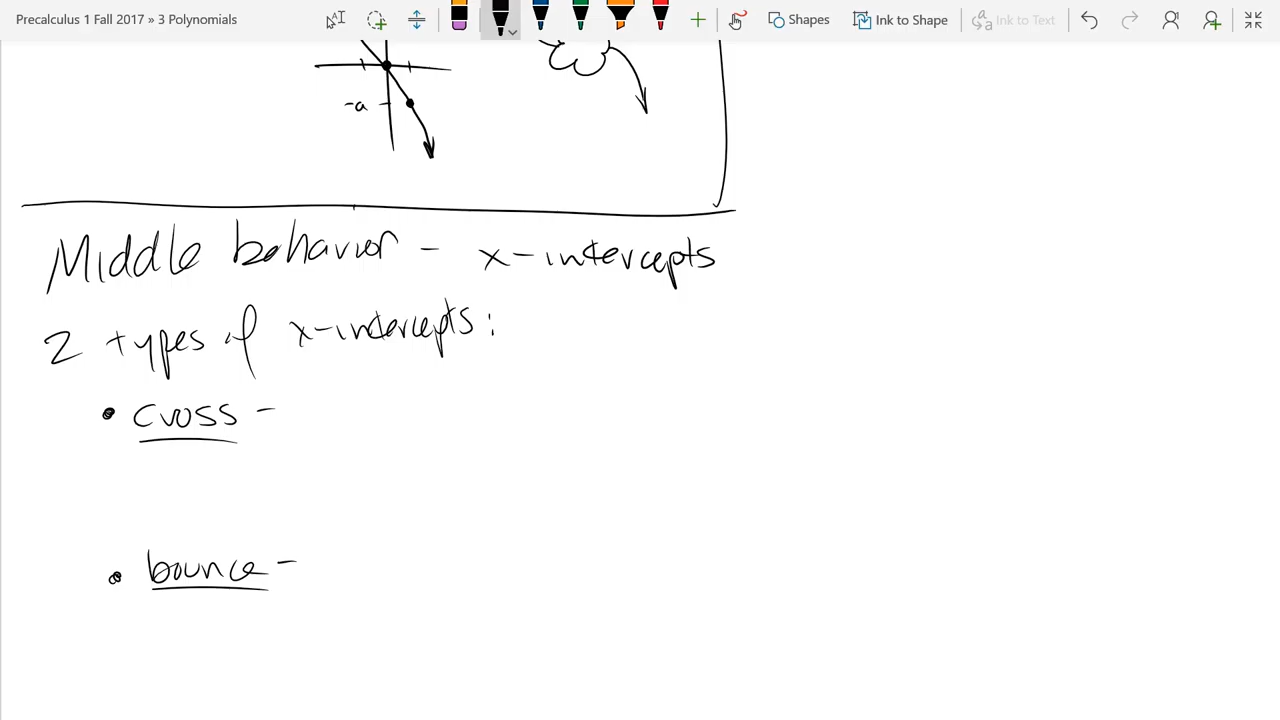 Precalculus 1 Fall 2017 » 3 Polynomials
Shapes
Ink to Shape
Ink to Text
-a
Middle behavior - x-intercepts
2 types of x-intercepts:
• cross -
• bounce -